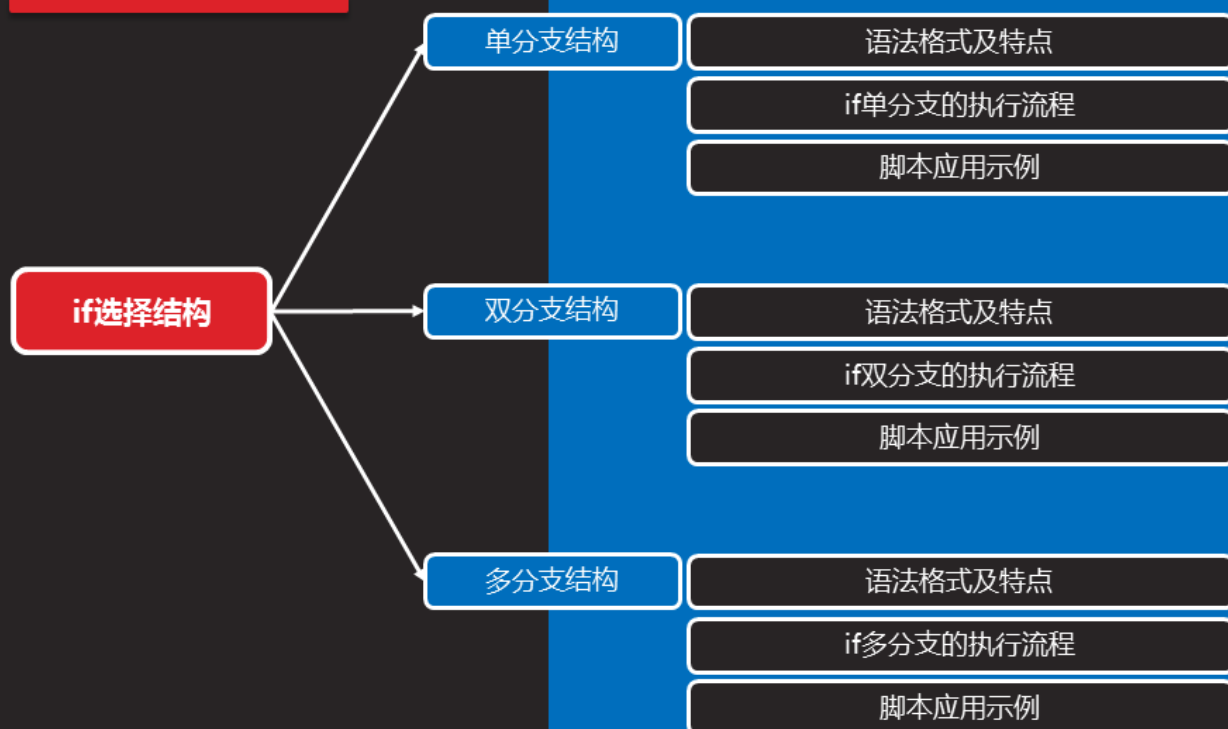 if选择结构
单分支结构
语法格式及特点
if单分支的执行流程
脚本应用示例
双分支结构
语法格式及特点
if双分支的执行流程
脚本应用示例
多分支结构
语法格式及特点
if多分支的执行流程
脚本应用示例